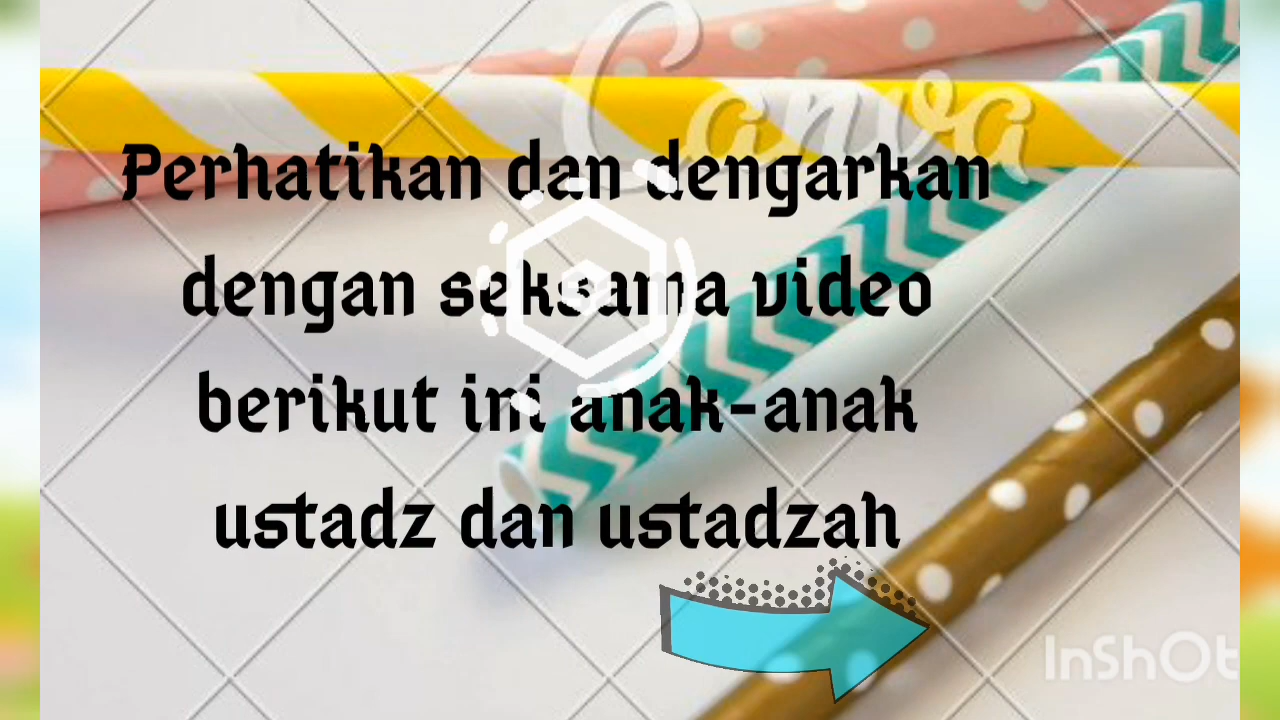 Canva
Perhatikan dan dengarkan
dengan seksama video
berikut ini anak-anak
ustadz dan ustadzah
InShOt